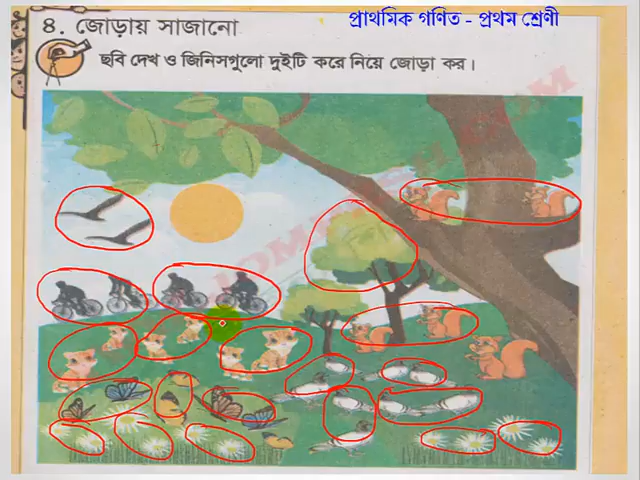 ৪. জোড়ায় সাজানো
প্রাথমিক গণিত - প্রথম শ্রেণী
ছবি দেখ ও জিনিসগুলো দুইটি করে নিয়ে জোড়া কর।